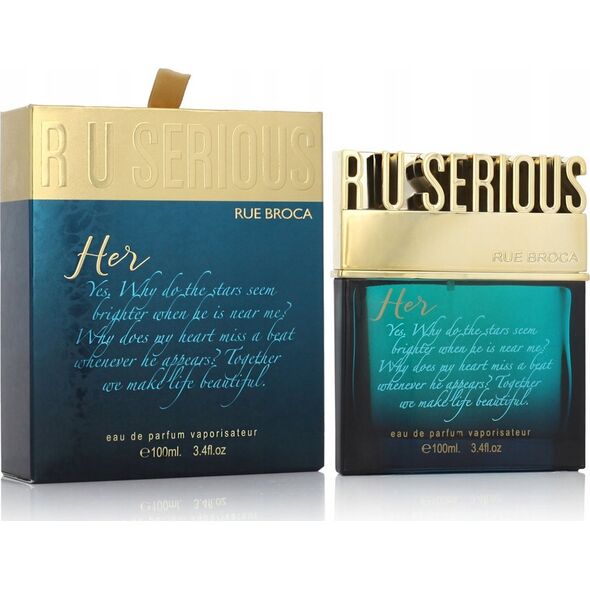 R U SERIOUS
RUE BROCA
Her
Yes, Why do the stars seem
brighter when he is near me?
Why does my heart miss a beat
whenever he appears? Together
we make life beautiful.
eau de parfum vaporisateur
℮100ml. 3.4fl.oz
R U SERIOUS
RUE BROCA
Her
Yes, Why do the stars seem
brighter when he is near me?
Why does my heart miss a beat
whenever he appears? Together
we make life beautiful.
eau de parfum vaporisateur
℮100ml. 3.4fl.oz